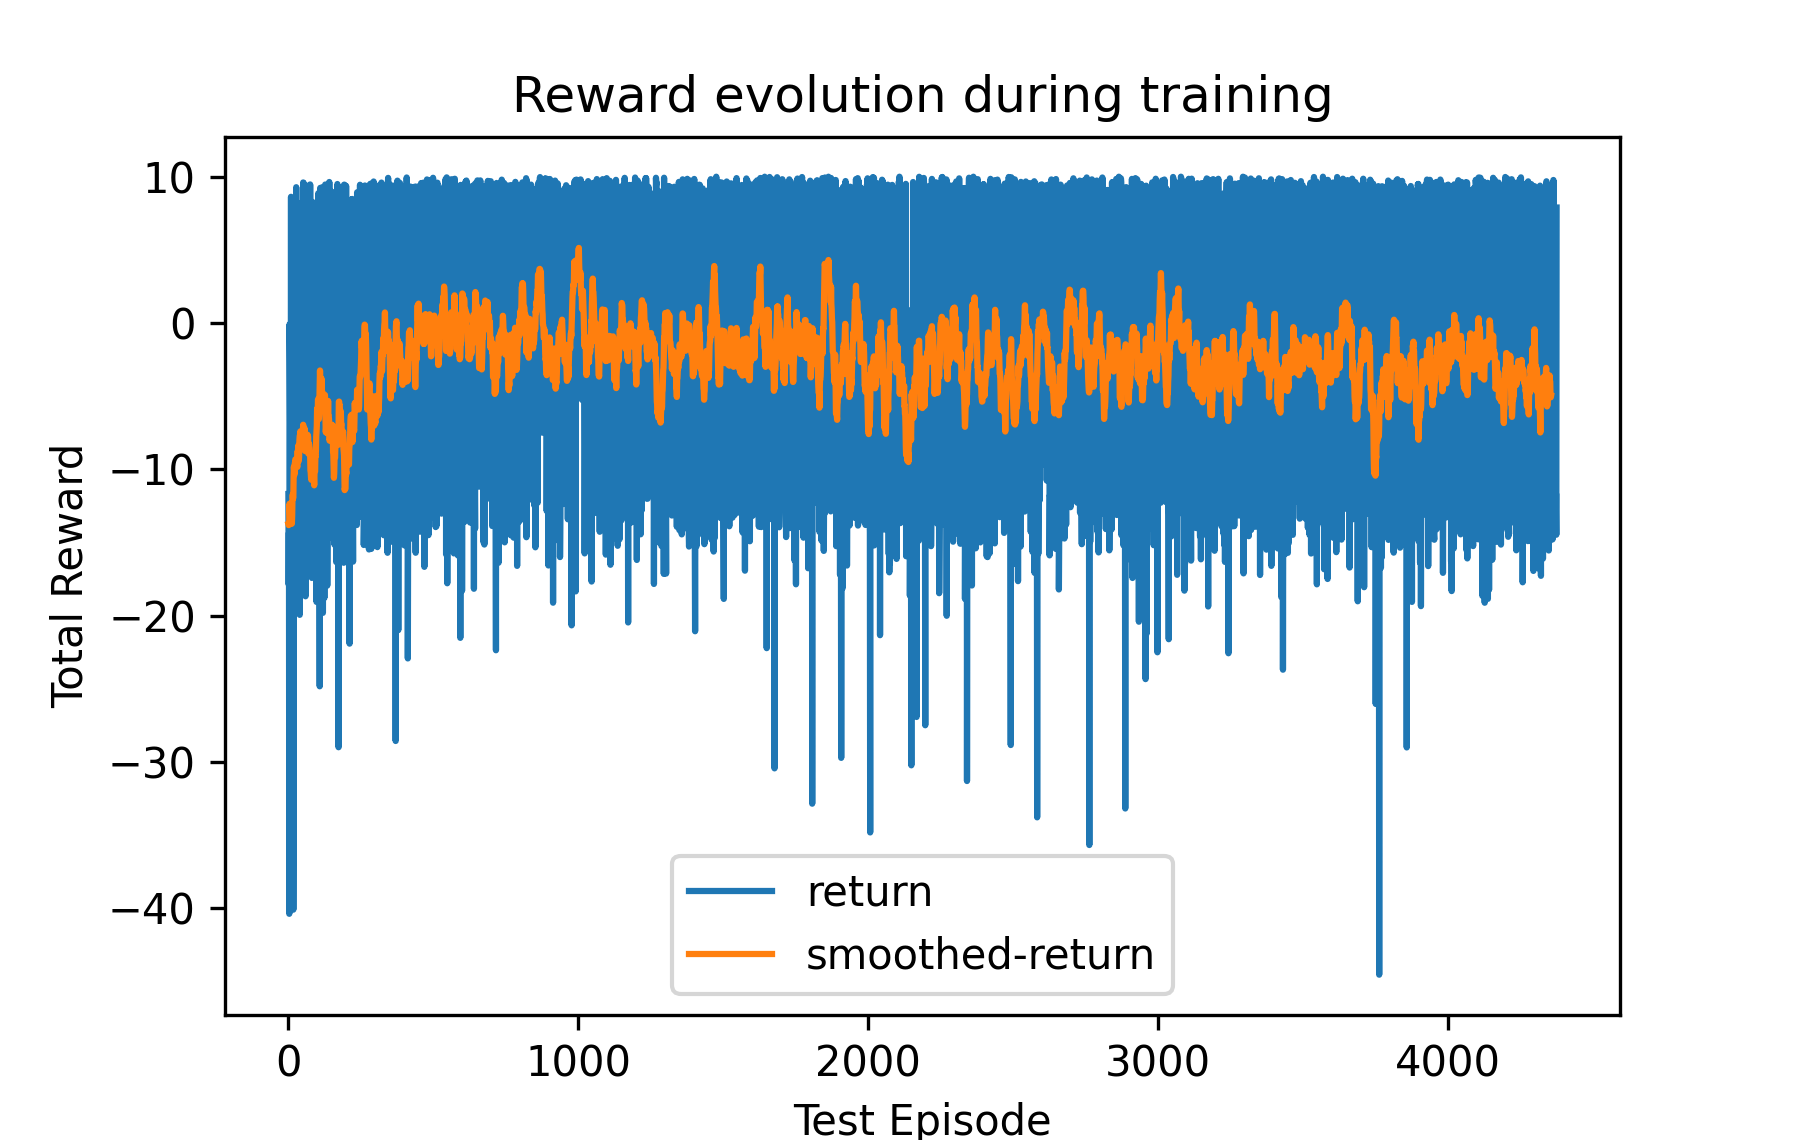 Reward evolution during training
10
0
−10
−20
−30
−40
Total Reward
return
smoothed-return
0 1000 2000 3000 4000
Test Episode